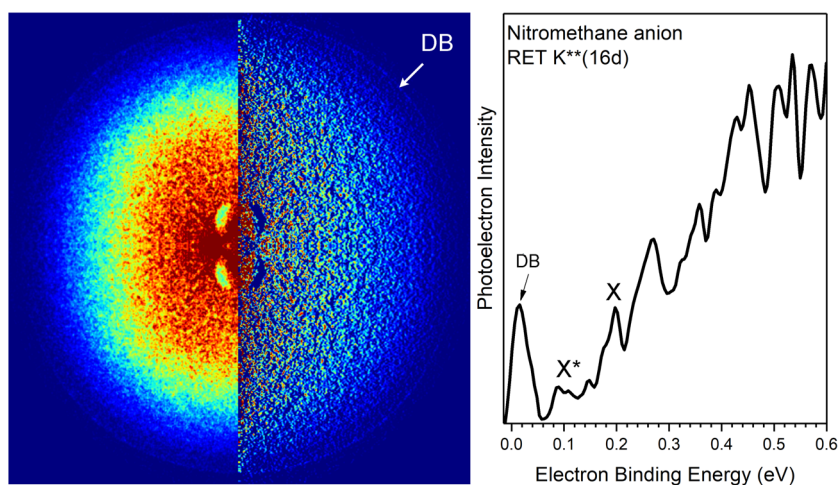 DB
Nitromethane anion
RET K**(16d)
DB
X
X*
Photoelectron Intensity
0.0 0.1 0.2 0.3 0.4 0.5 0.6
Electron Binding Energy (eV)